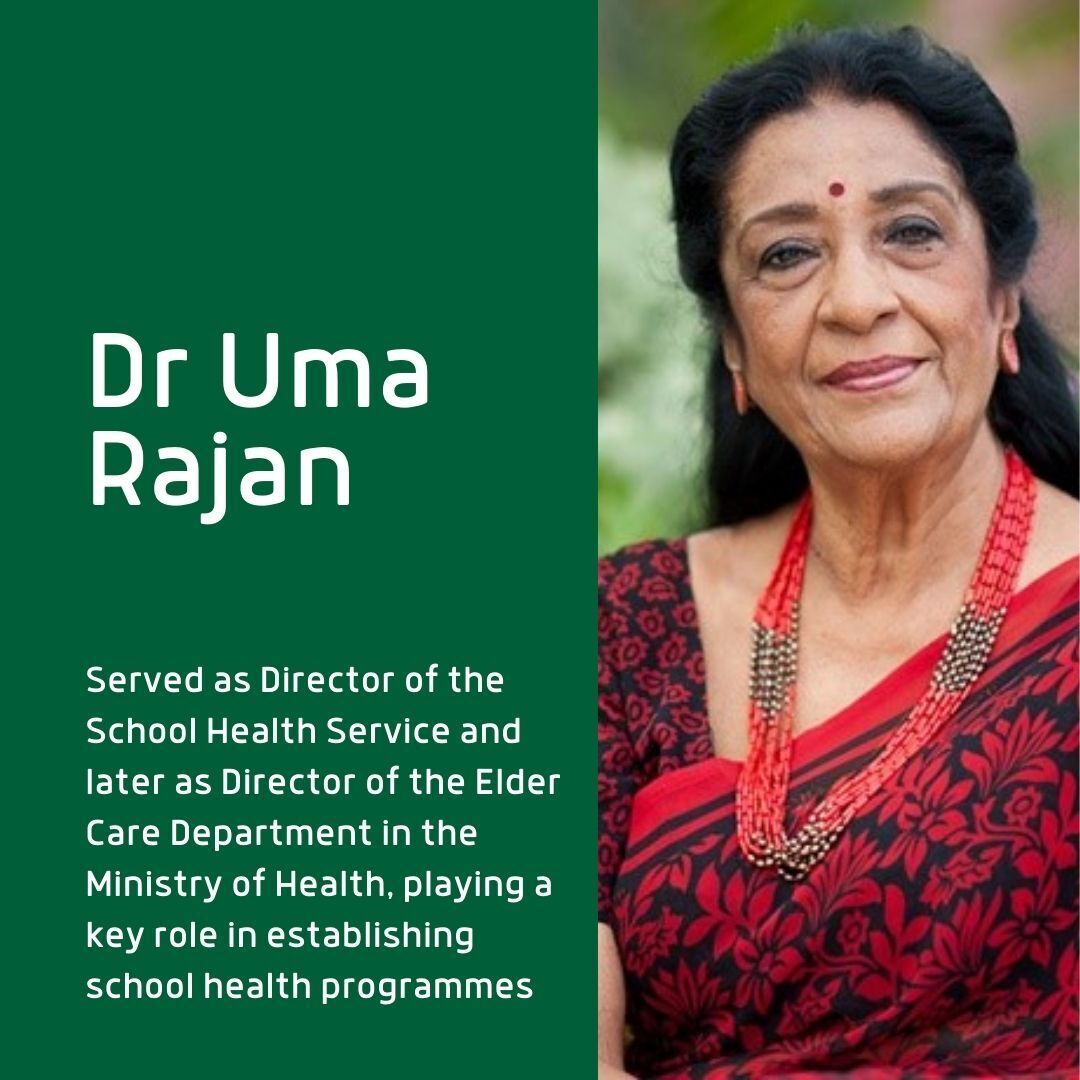 Dr Uma
Rajan
Served as Director of the
School Health Service and
later as Director of the Elder
Care Department in the
Ministry of Health, playing a
key role in establishing
school health programmes